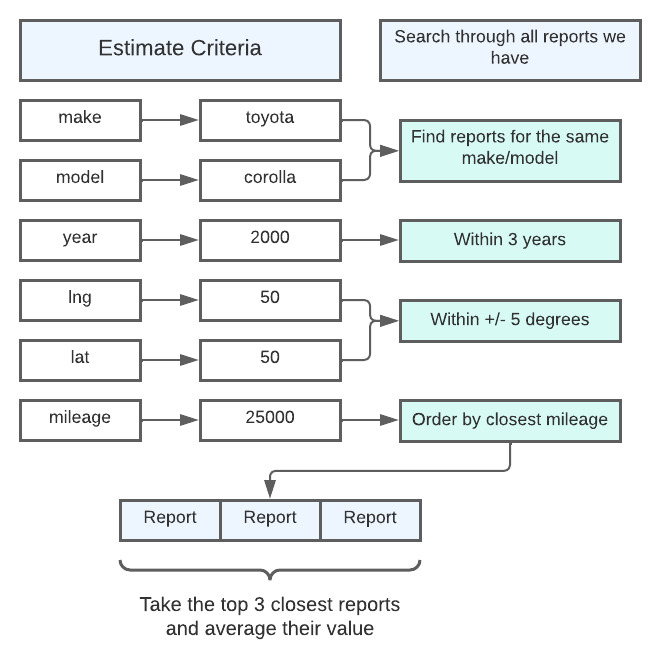 Estimate Criteria
Search through all reports we
have
make
toyota
Find reports for the same
make/model
model
corolla
year
2000
Within 3 years
lng
50
Within +/- 5 degrees
lat
50
mileage
25000
Order by closest mileage
Report
Report
Report
Take the top 3 closest reports
and average their value